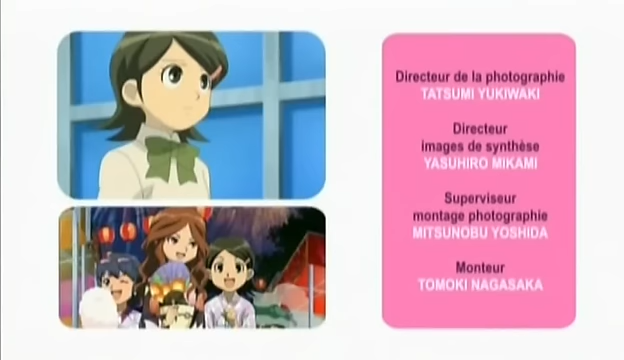 Directeur de la photographie
TATSUMI YUKIWAKI
Directeur
images de synthèse
YASUHIRO MIKAMI
Superviseur
montage photographie
MITSUNOBU YOSHIDA
Monteur
TOMOKI NAGASAKA